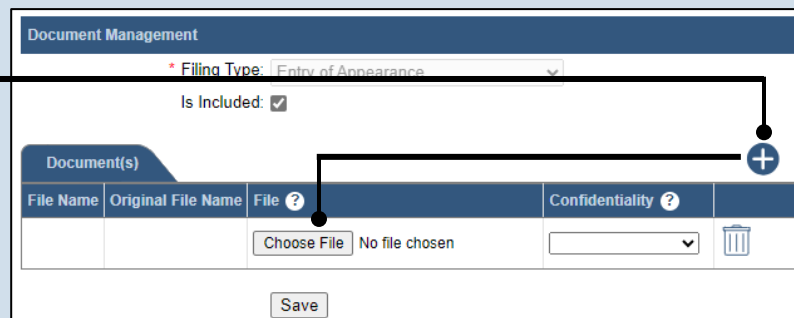 Document Management
* Filing Type: Entry of Appearance
Is Included:
Document(s)
File Name Original File Name File ? Confidentiality ?
Choose File No file chosen
Save